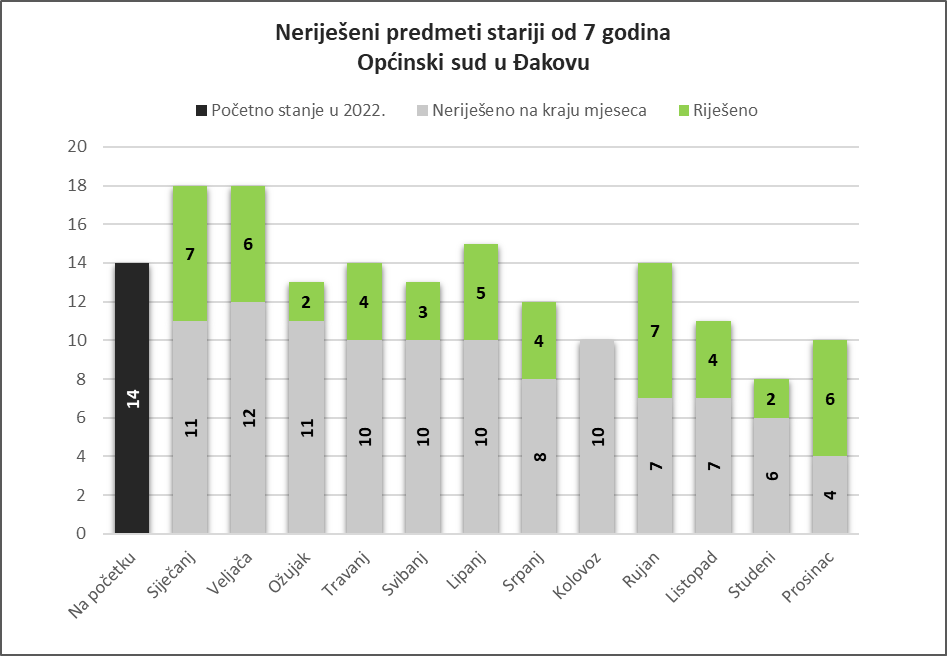 Neriješeni predmeti stariji od 7 godina
Općinski sud u Đakovu
Početno stanje u 2022.
Neriješeno na kraju mjeseca
Riješeno
20
18
16
14
12
10
8
6
4
2
0
14
7
11
6
12
2
11
4
10
3
10
5
10
4
8
10
7
7
4
7
2
6
6
4
Na početku
Siječanj
Veljača
Ožujak
Travanj
Svibanj
Lipanj
Srpanj
Kolovoz
Rujan
Listopad
Studeni
Prosinac